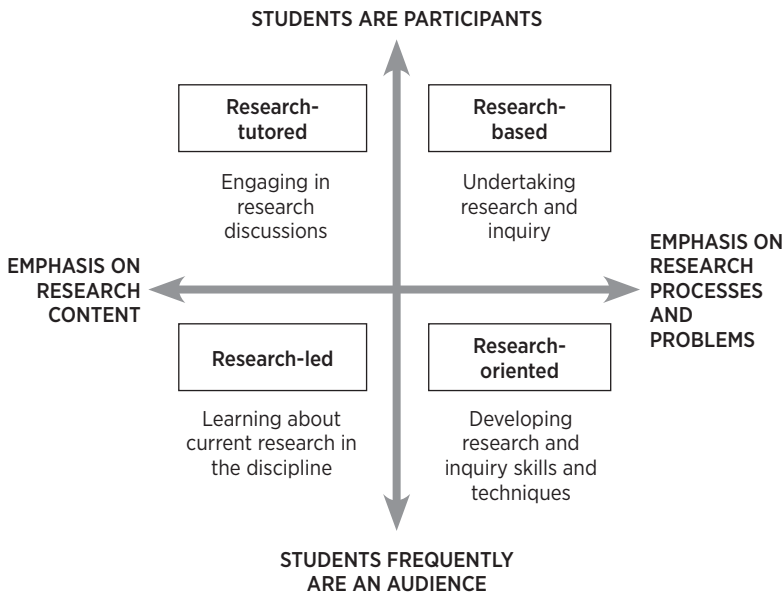 STUDENTS ARE PARTICIPANTS
Research-
tutored
Engaging in
research
discussions
Research-
based
Undertaking
research and
inquiry
EMPHASIS ON
RESEARCH
CONTENT
EMPHASIS ON
RESEARCH
PROCESSES
AND
PROBLEMS
Research-led
Learning about
current research in
the discipline
Research-
oriented
Developing
research and
inquiry skills and
techniques
STUDENTS FREQUENTLY
ARE AN AUDIENCE